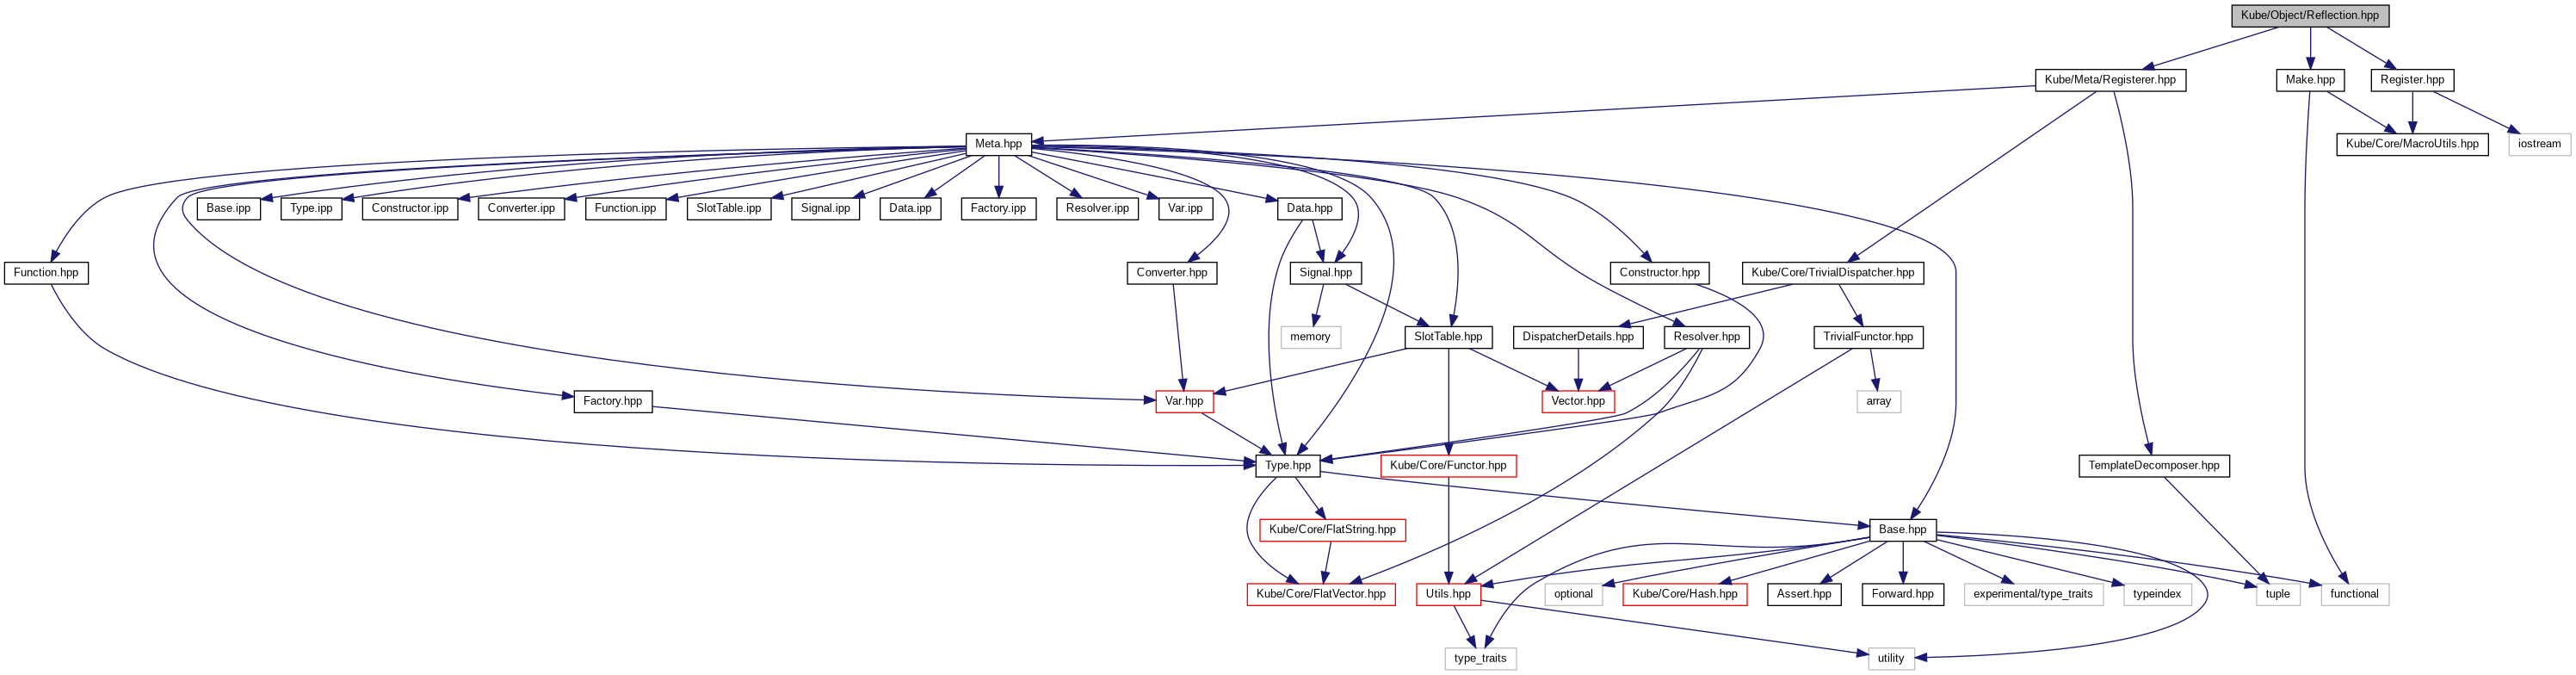 Kube/Object/Reflection.hpp
Kube/Meta/Registerer.hpp
Make.hpp
Register.hpp
Meta.hpp
Kube/Core/MacroUtils.hpp
iostream
Base.ipp
Type.ipp
Constructor.ipp
Converter.ipp
Function.ipp
SlotTable.ipp
Signal.ipp
Data.ipp
Factory.ipp
Resolver.ipp
Var.ipp
Data.hpp
Function.hpp
Converter.hpp
Signal.hpp
Constructor.hpp
Kube/Core/TrivialDispatcher.hpp
memory
SlotTable.hpp
DispatcherDetails.hpp
Resolver.hpp
TrivialFunctor.hpp
Factory.hpp
Var.hpp
Vector.hpp
array
Type.hpp
Kube/Core/Functor.hpp
TemplateDecomposer.hpp
Kube/Core/FlatString.hpp
Base.hpp
Kube/Core/FlatVector.hpp
Utils.hpp
optional
Kube/Core/Hash.hpp
Assert.hpp
Forward.hpp
experimental/type_traits
typeindex
tuple
functional
type_traits
utility